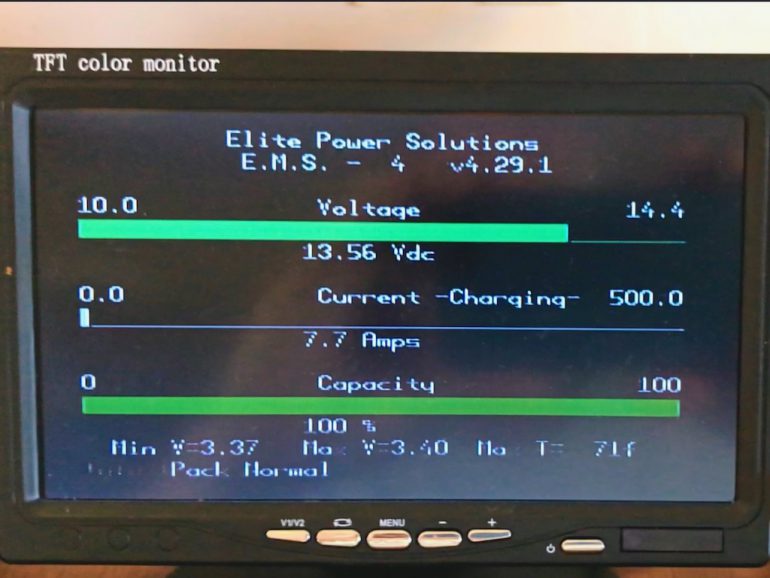 TFT color monitor
Elite Power Solutions
E.M.S. - 4 v4.29.1
10.0 Voltage 14.4
13.56 Vdc
0.0 Current -Charging- 500.0
7.7 Amps
0 Capacity 100
100 %
Min V=3.37 Max V=3.40 Max T= 71f
Pack Normal
V1/V2 MENU - +